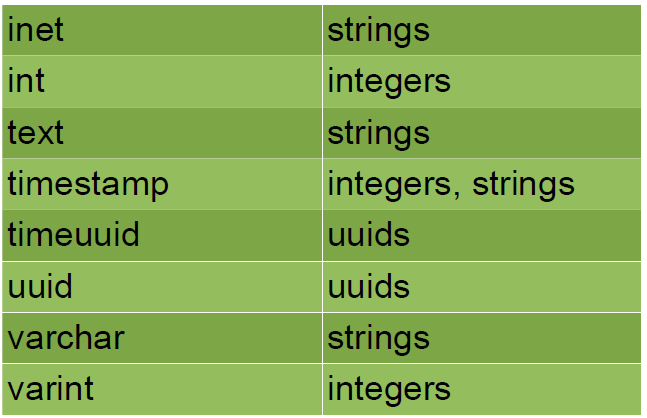 inet strings
int integers
text strings
timestamp integers, strings
timeuuid uuids
uuid uuids
varchar strings
varint integers